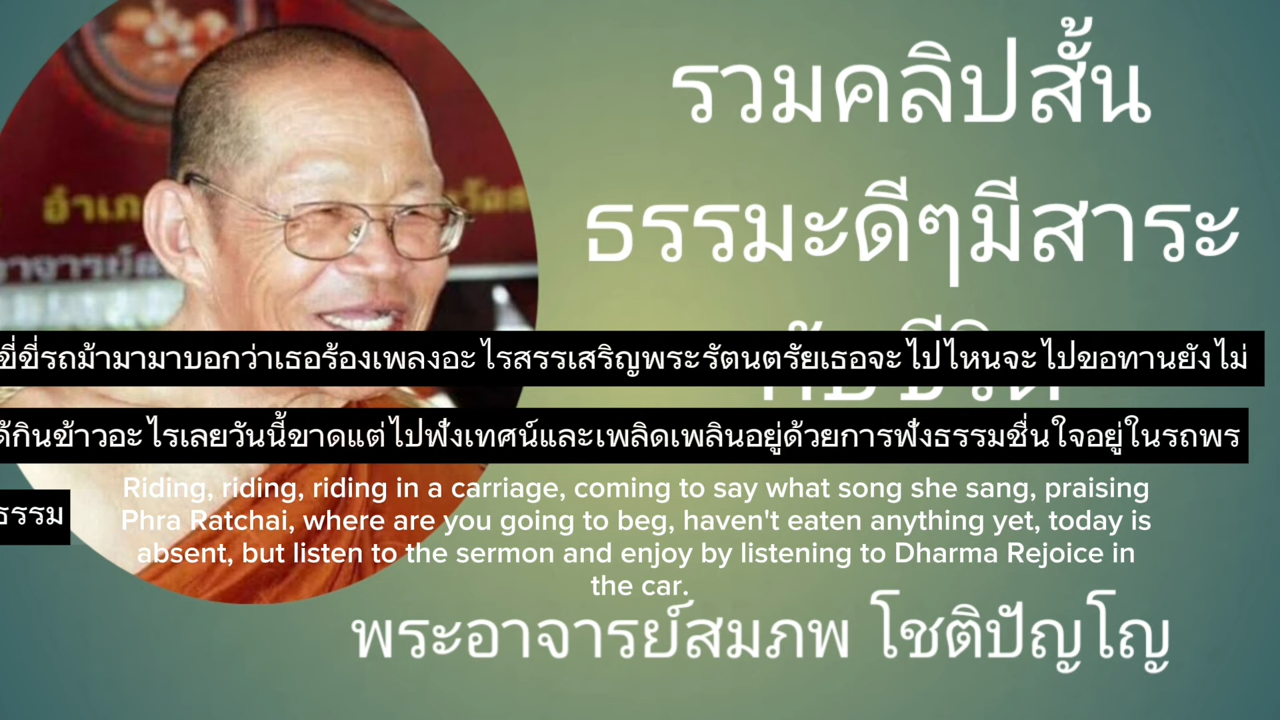 รวมคลิปสั้น
ธรรมะดีๆมีสาระ
อำเภ
ขี่ขี่รถม้ามามาบอกว่าเธอร้องเพลงอะไรสรรเสริญพระรัตนตรัยเธอจะไปไหนจะไปขอทานยังไม่
ด้กินข้าวอะไรเลยวันนี้ขาดแต่ไปฟังเทศน์และเพลิดเพลินอยู่ด้วยการฟังธรรมชื่นใจอยู่ในรถพร
ธรรม
Riding, riding, riding in a carriage, coming to say what song she sang, praising
Phra Ratchai, where are you going to beg, haven't eaten anything yet, today is
absent, but listen to the sermon and enjoy by listening to Dharma Rejoice in
the car.
พระอาจารย์สมภพ โชติปัญโญ